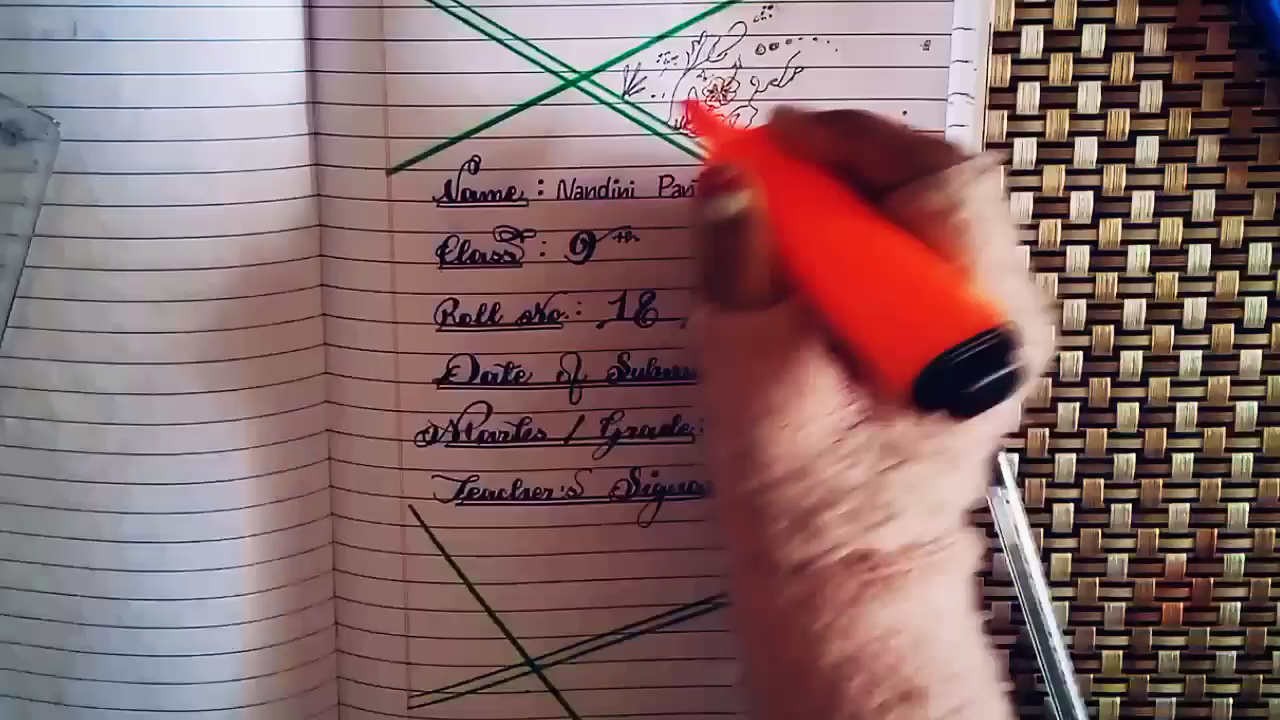 Name : Nandini
Class : 9th
Roll No. : 18
Date of
Marks / Grade:
Teacher's